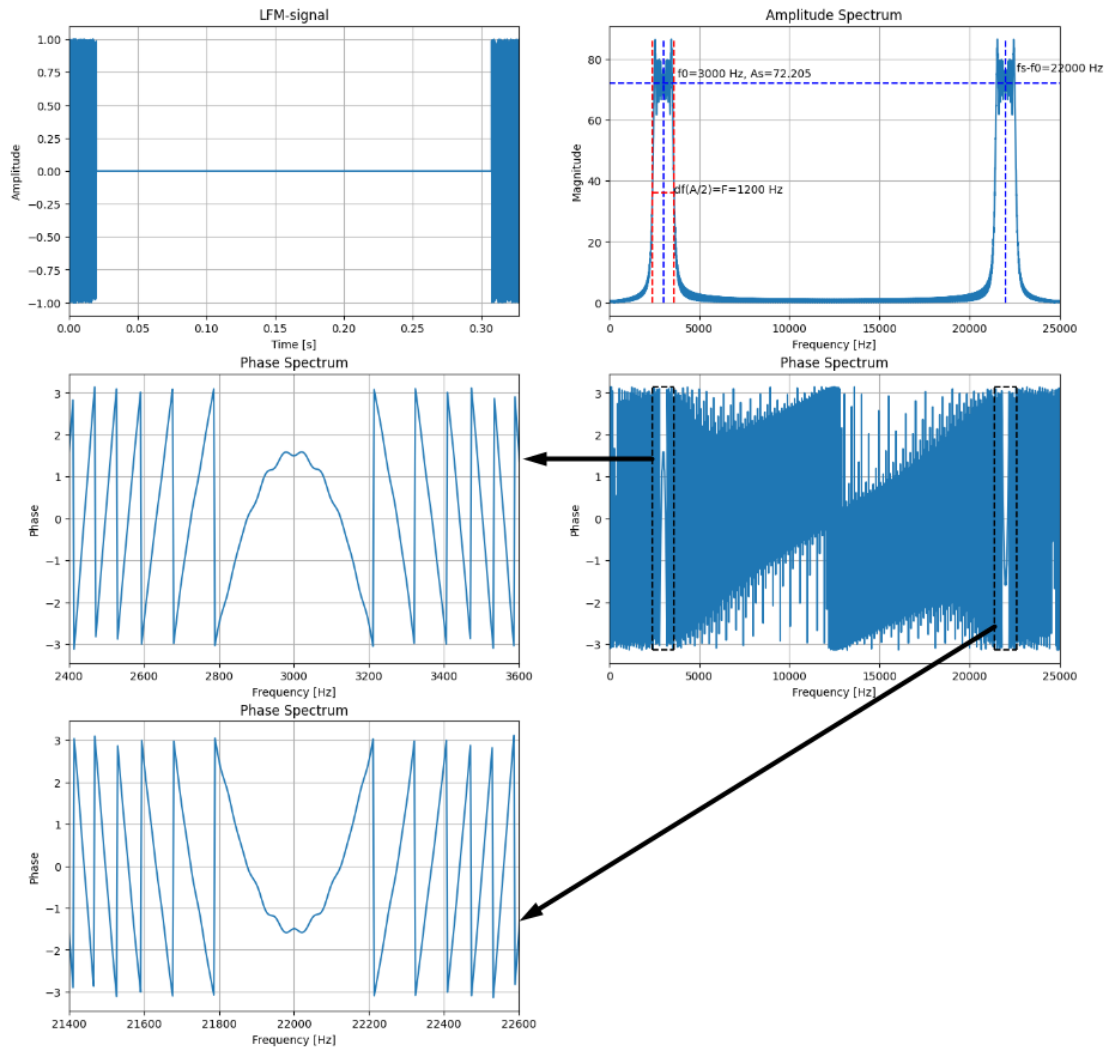 LFM-signal
1.00
0.75
0.50
0.25
0.00
−0.25
−0.50
−0.75
−1.00
Amplitude
0.00 0.05 0.10 0.15 0.20 0.25 0.30
Time [s]
Amplitude Spectrum
80
60
40
20
0
Magnitude
f0=3000 Hz, As=72.205
fs-f0=22000 Hz
df(A/2)=F=1200 Hz
0 5000 10000 15000 20000 25000
Frequency [Hz]
Phase Spectrum
3
2
1
0
−1
−2
−3
Phase
2400 2600 2800 3000 3200 3400 3600
Frequency [Hz]
Phase Spectrum
3
2
1
0
−1
−2
−3
Phase
0 5000 10000 15000 20000 25000
Frequency [Hz]
Phase Spectrum
3
2
1
0
−1
−2
−3
Phase
21400 21600 21800 22000 22200 22400 22600
Frequency [Hz]